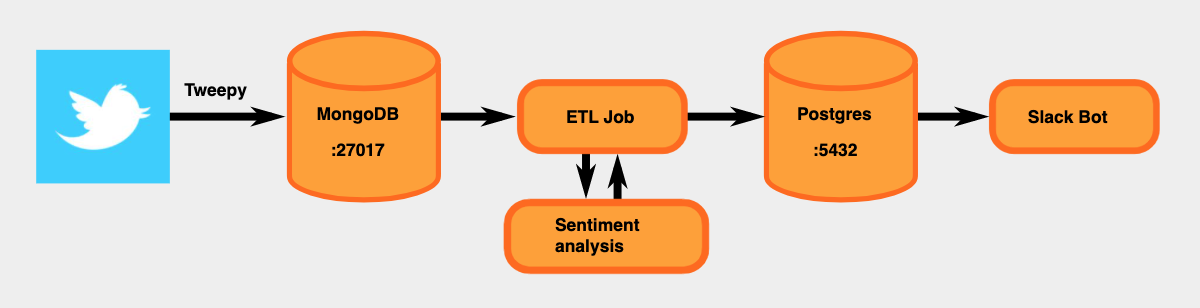 Tweepy
MongoDB
:27017
ETL Job
Sentiment
analysis
Postgres
:5432
Slack Bot